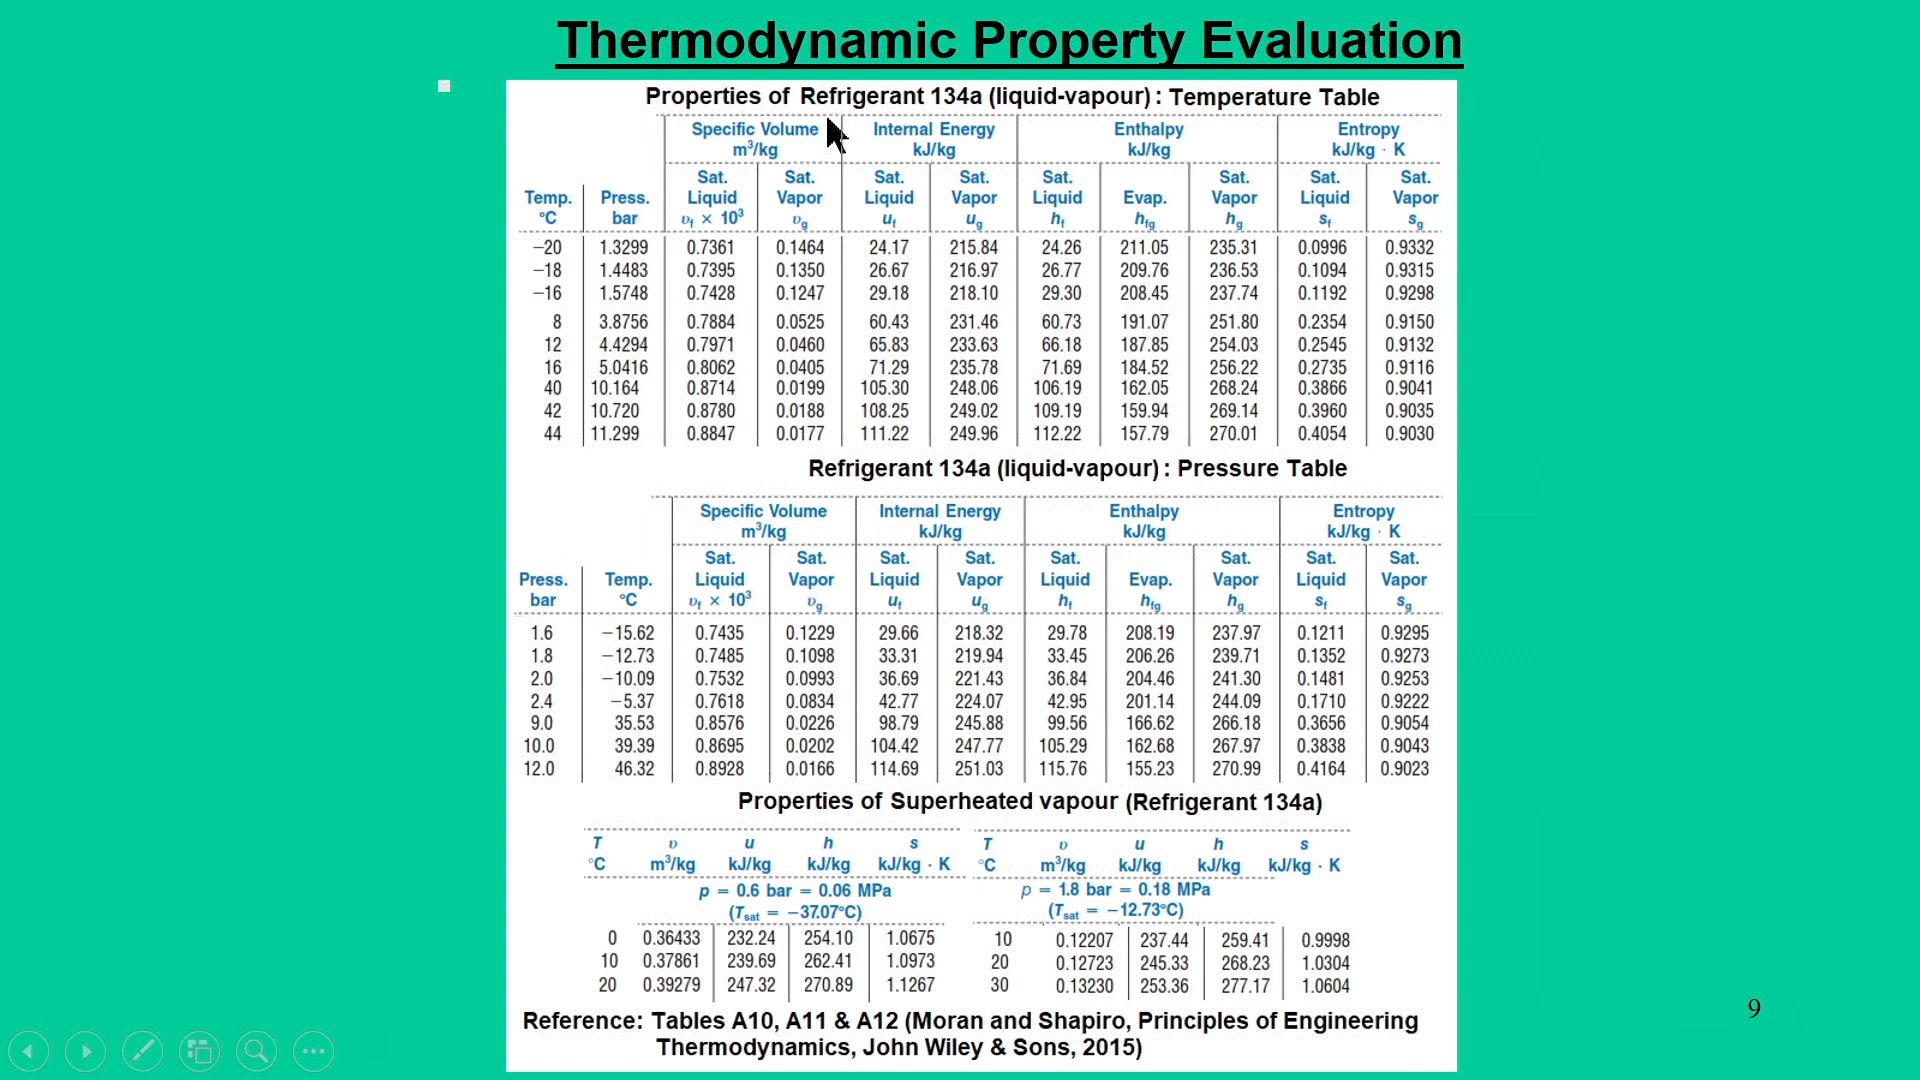 Thermodynamic Property Evaluation
Properties of Refrigerant 134a (liquid-vapour) : Temperature Table
Specific Volume Internal Energy Enthalpy Entropy
m³/kg kJ/kg kJ/kg kJ/kg · K
Sat. Sat. Sat. Sat. Sat. Sat. Sat. Sat.
Temp. Press. Liquid Vapor Liquid Vapor Liquid Evap. Vapor Liquid Vapor
°C bar υf × 10³ υg uf ug hf hfg hg sf sg
−20 1.3299 0.7361 0.1464 24.17 215.84 24.26 211.05 235.31 0.0996 0.9332
−18 1.4483 0.7395 0.1350 26.67 216.97 26.77 209.76 236.53 0.1094 0.9315
−16 1.5748 0.7428 0.1247 29.18 218.10 29.30 208.45 237.74 0.1192 0.9298
8 3.8756 0.7884 0.0525 60.43 231.46 60.73 191.07 251.80 0.2354 0.9150
12 4.4294 0.7971 0.0460 65.83 233.63 66.18 187.85 254.03 0.2545 0.9132
16 5.0416 0.8062 0.0405 71.29 235.78 71.69 184.52 256.22 0.2735 0.9116
40 10.164 0.8714 0.0199 105.30 248.06 106.19 162.05 268.24 0.3866 0.9041
42 10.720 0.8780 0.0188 108.25 249.02 109.19 159.94 269.14 0.3960 0.9035
44 11.299 0.8847 0.0177 111.22 249.96 112.22 157.79 270.01 0.4054 0.9030
Refrigerant 134a (liquid-vapour) : Pressure Table
Specific Volume Internal Energy Enthalpy Entropy
m³/kg kJ/kg kJ/kg kJ/kg · K
Sat. Sat. Sat. Sat. Sat. Sat. Sat. Sat.
Press. Temp. Liquid Vapor Liquid Vapor Liquid Evap. Vapor Liquid Vapor
bar °C υf × 10³ υg uf ug hf hfg hg sf sg
1.6 −15.62 0.7435 0.1229 29.66 218.32 29.78 208.19 237.97 0.1211 0.9295
1.8 −12.73 0.7485 0.1098 33.31 219.94 33.45 206.26 239.71 0.1352 0.9273
2.0 −10.09 0.7532 0.0993 36.69 221.43 36.84 204.46 241.30 0.1481 0.9253
2.4 −5.37 0.7618 0.0834 42.77 224.07 42.95 201.14 244.09 0.1710 0.9222
9.0 35.53 0.8576 0.0226 98.79 245.88 99.56 166.62 266.18 0.3656 0.9054
10.0 39.39 0.8695 0.0202 104.42 247.77 105.29 162.68 267.97 0.3838 0.9043
12.0 46.32 0.8928 0.0166 114.69 251.03 115.76 155.23 270.99 0.4164 0.9023
Properties of Superheated vapour (Refrigerant 134a)
T υ u h s T υ u h s
°C m³/kg kJ/kg kJ/kg kJ/kg · K °C m³/kg kJ/kg kJ/kg kJ/kg · K
p = 0.6 bar = 0.06 MPa p = 1.8 bar = 0.18 MPa
(Tsat = −37.07°C) (Tsat = −12.73°C)
0 0.36433 232.24 254.10 1.0675 10 0.12207 237.44 259.41 0.9998
10 0.37861 239.69 262.41 1.0973 20 0.12723 245.33 268.23 1.0304
20 0.39279 247.32 270.89 1.1267 30 0.13230 253.36 277.17 1.0604
Reference: Tables A10, A11 & A12 (Moran and Shapiro, Principles of Engineering
Thermodynamics, John Wiley & Sons, 2015)
9